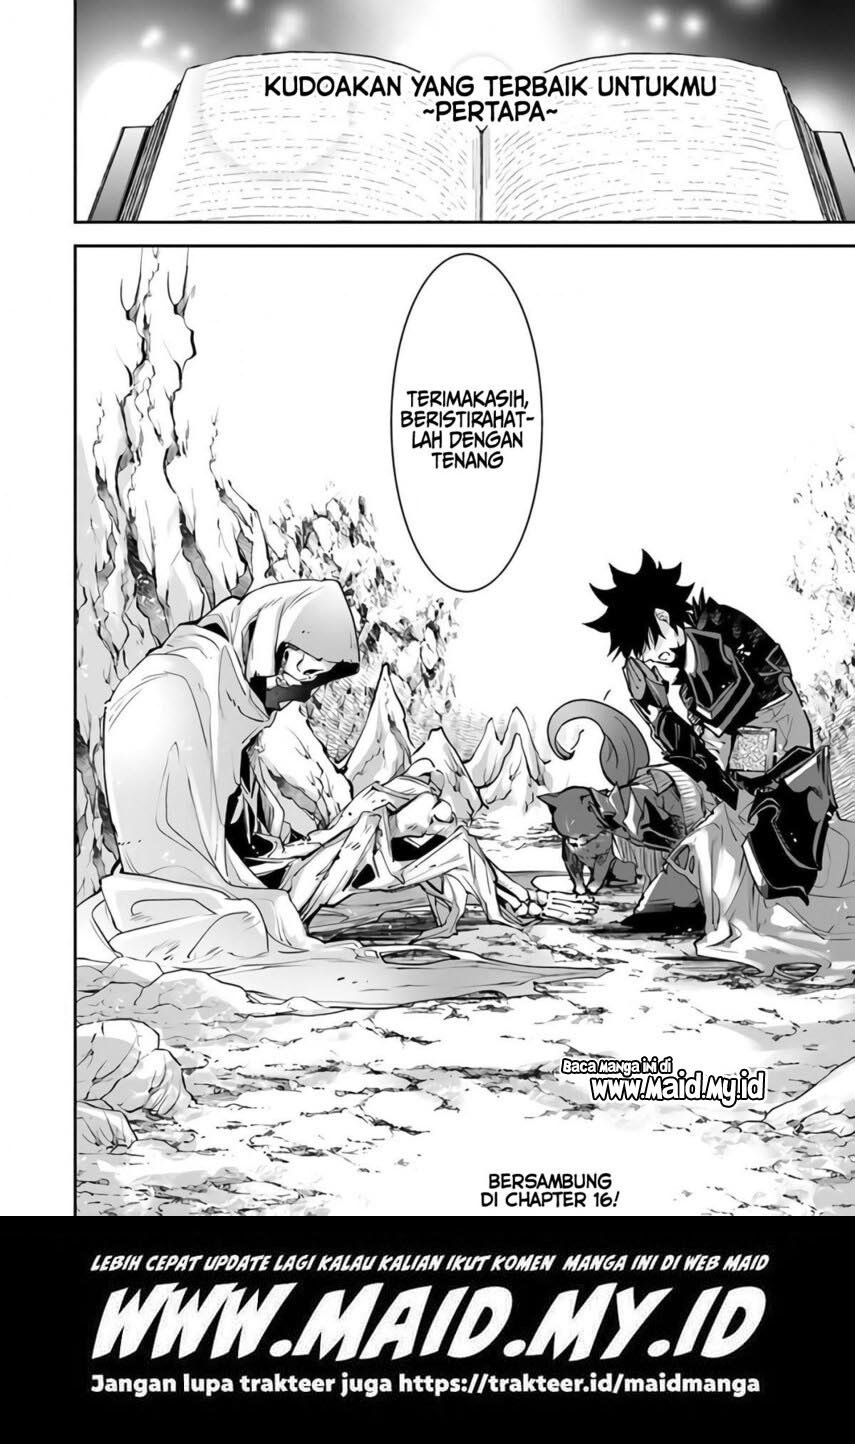 KUDOAKAN YANG TERBAIK UNTUKMU
~PERTAPA~
TERIMAKASIH,
BERISTIRAHAT-
LAH DENGAN
TENANG
Baca Manga ini di
www.Maid.my.id
BERSAMBUNG
DI CHAPTER 16!
LEBIH CEPAT UPDATE LAGI KALAU KALIAN IKUT KOMEN MANGA INI DI WEB MAID
WWW.MAID.MY.ID
Jangan lupa trakteer juga https://trakteer.id/maidmanga